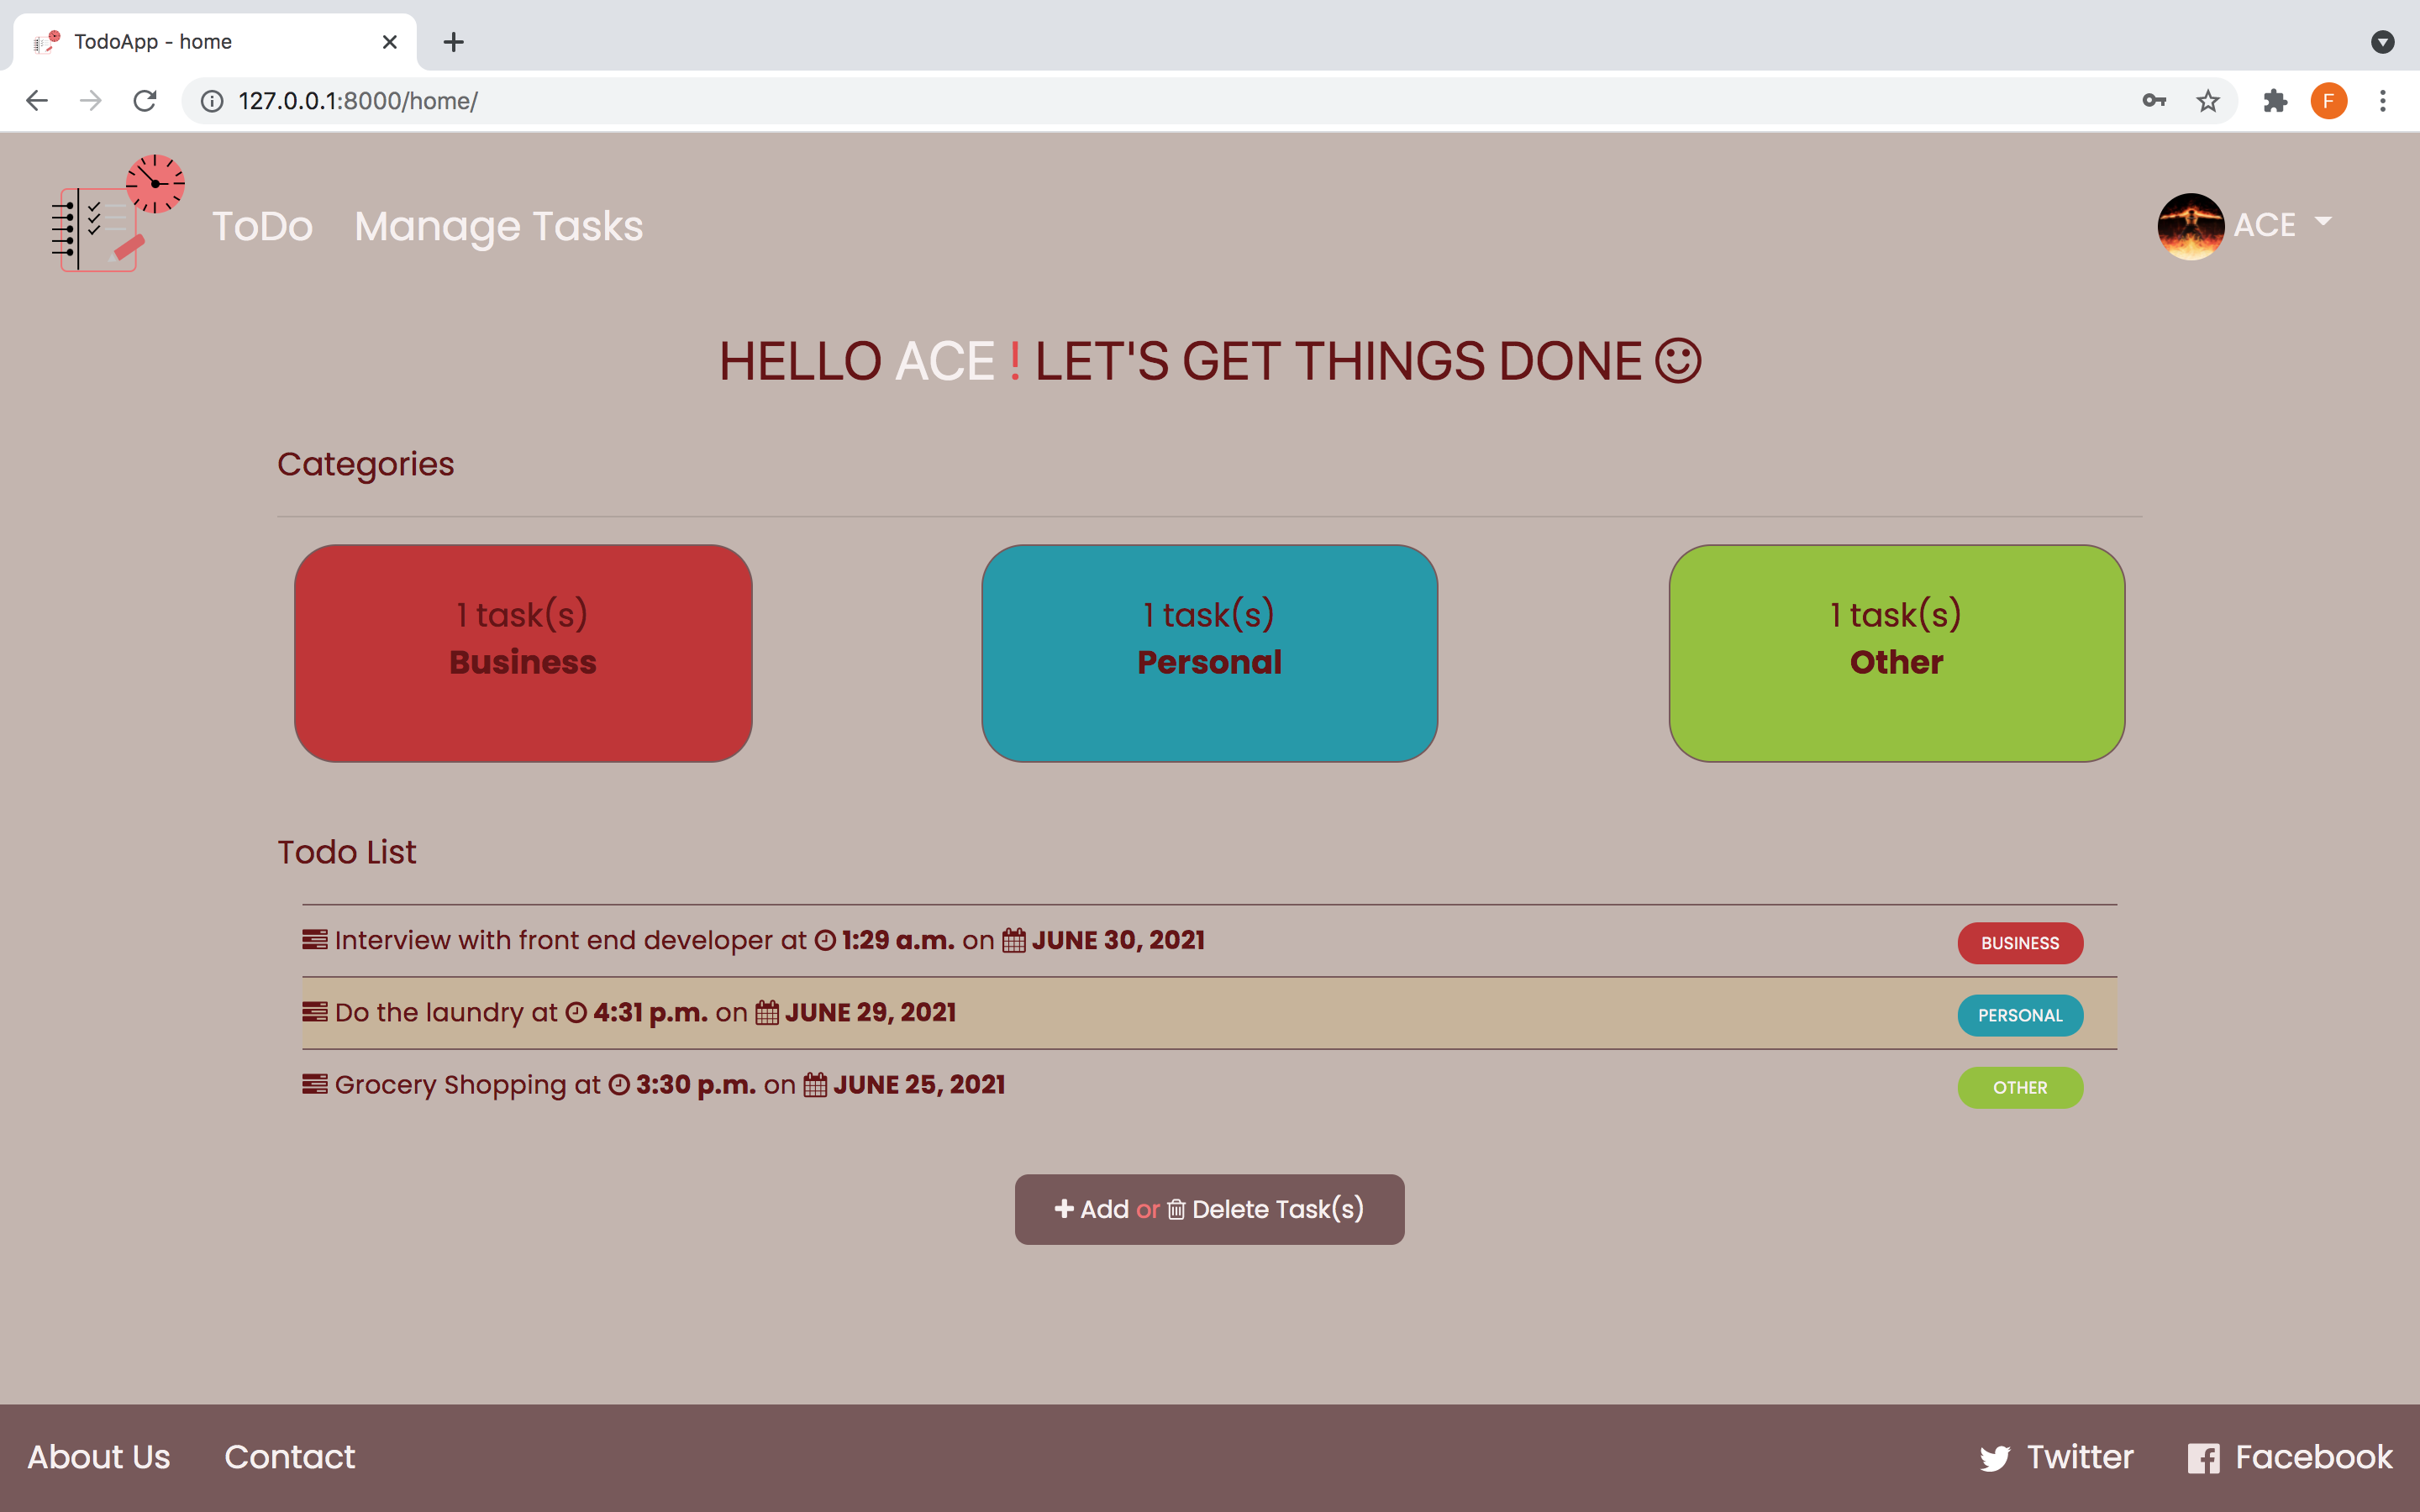 TodoApp - home
127.0.0.1:8000/home/
F
ToDo Manage Tasks ACE
HELLO ACE ! LET'S GET THINGS DONE
Categories
1 task(s)
Business
1 task(s)
Personal
1 task(s)
Other
Todo List
Interview with front end developer at 1:29 a.m. on JUNE 30, 2021 BUSINESS
Do the laundry at 4:31 p.m. on JUNE 29, 2021 PERSONAL
Grocery Shopping at 3:30 p.m. on JUNE 25, 2021 OTHER
Add or Delete Task(s)
About Us Contact Twitter Facebook